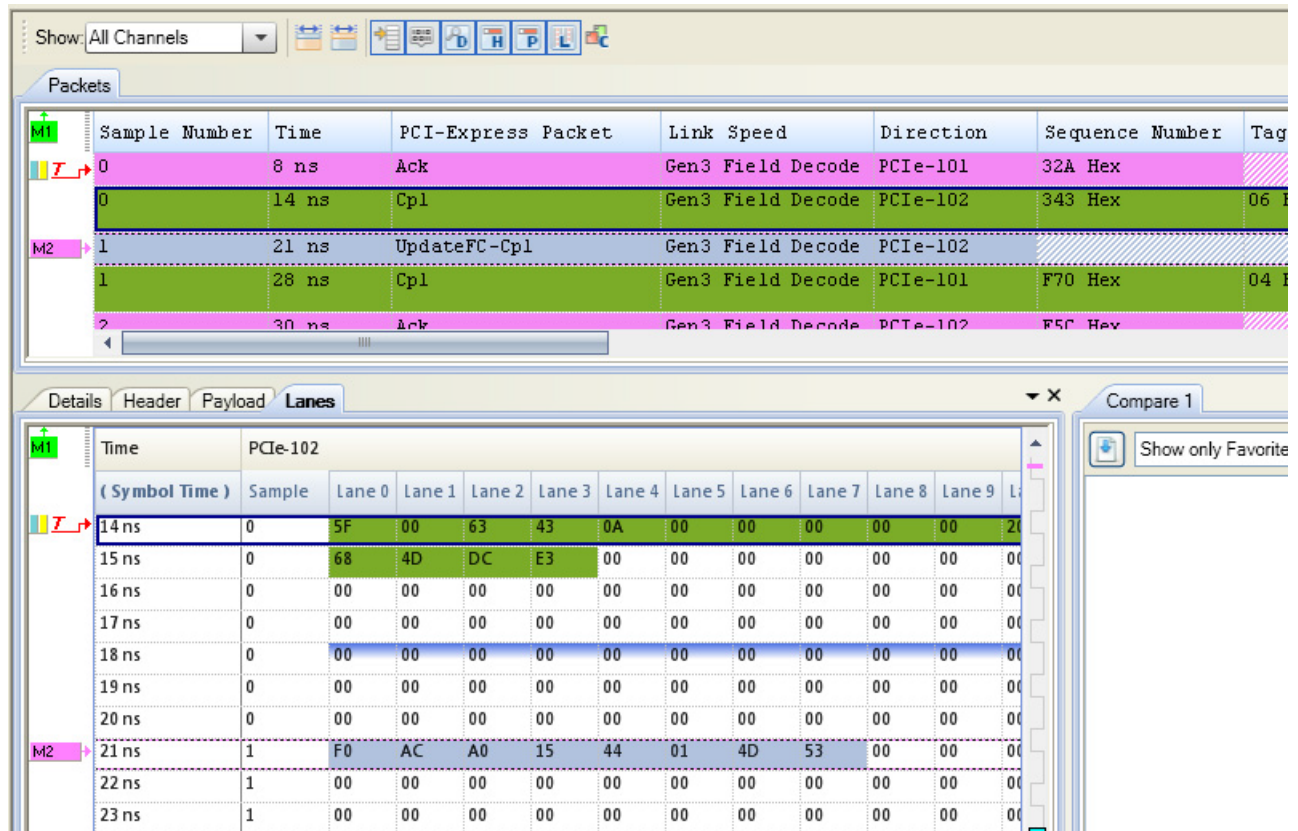 Show: All Channels
D H P L C
Packets
M1 Sample Number Time PCI-Express Packet Link Speed Direction Sequence Number Tag
T 0 8 ns Ack Gen3 Field Decode PCIe-101 32A Hex
0 14 ns Cpl Gen3 Field Decode PCIe-102 343 Hex 06
M2 1 21 ns UpdateFC-Cpl Gen3 Field Decode PCIe-102
1 28 ns Cpl Gen3 Field Decode PCIe-101 F70 Hex 04
2 30 ns Ack Gen3 Field Decode PCIe-102 F5C Hex
Details Header Payload Lanes
Compare 1
M1 Time PCIe-102
Show only Favorite
( Symbol Time ) Sample Lane 0 Lane 1 Lane 2 Lane 3 Lane 4 Lane 5 Lane 6 Lane 7 Lane 8 Lane 9
T 14 ns 0 5F 00 63 43 0A 00 00 00 00 00 20
15 ns 0 68 4D DC E3 00 00 00 00 00 00 00
16 ns 0 00 00 00 00 00 00 00 00 00 00 00
17 ns 0 00 00 00 00 00 00 00 00 00 00 00
18 ns 0 00 00 00 00 00 00 00 00 00 00 00
19 ns 0 00 00 00 00 00 00 00 00 00 00 00
20 ns 0 00 00 00 00 00 00 00 00 00 00 00
M2 21 ns 1 F0 AC A0 15 44 01 4D 53 00 00 00
22 ns 1 00 00 00 00 00 00 00 00 00 00 00
23 ns 1 00 00 00 00 00 00 00 00 00 00 00